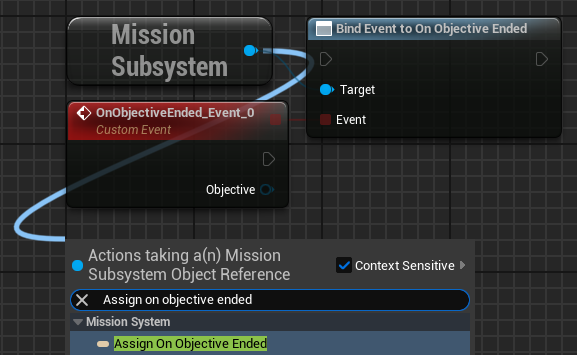 Mission
Subsystem
Bind Event to On Objective Ended
Target
Event
OnObjectiveEnded_Event_0
Custom Event
Objective
Actions taking a(n) Mission
Subsystem Object Reference
Context Sensitive
Assign on objective ended
Mission System
Assign On Objective Ended